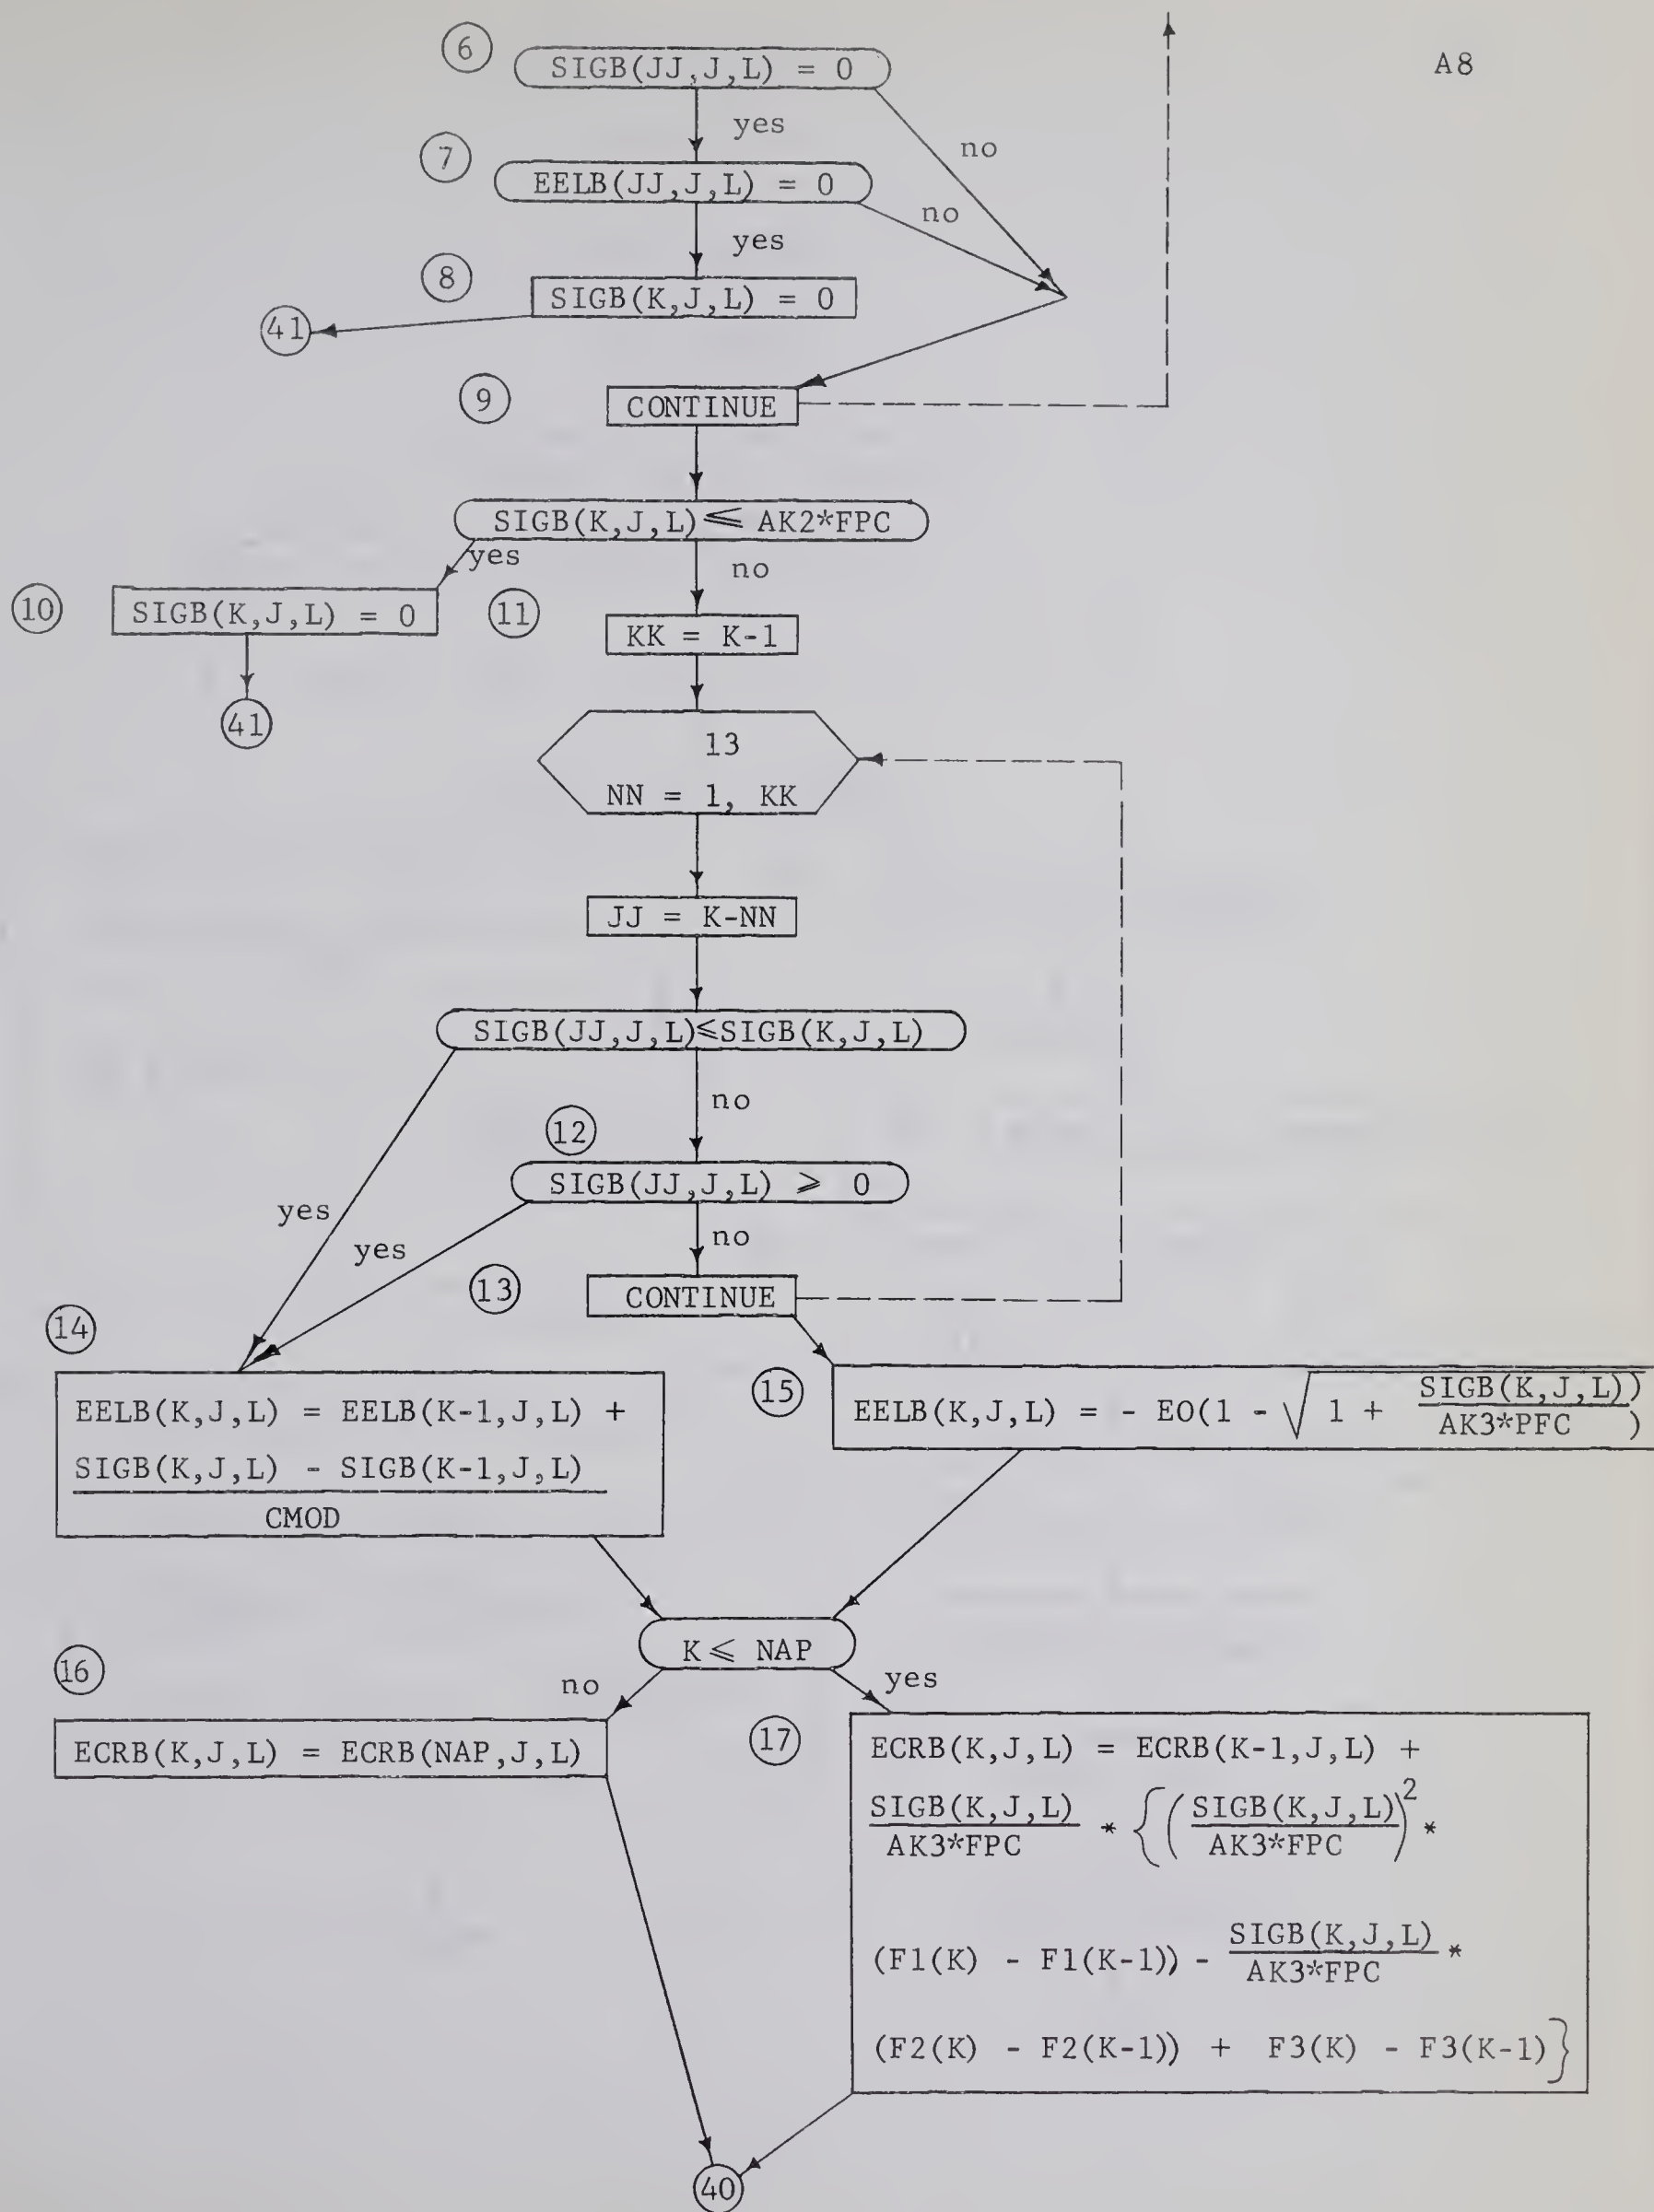 A8
6
SIGB(JJ,J,L) = 0
yes
no
7
EELB(JJ,J,L) = 0
no
yes
8
SIGB(K,J,L) = 0
41
9
CONTINUE
SIGB(K,J,L) ≤ AK2*FPC
yes
no
10
SIGB(K,J,L) = 0
11
KK = K-1
41
13
NN = 1, KK
JJ = K-NN
SIGB(JJ,J,L)≤SIGB(K,J,L)
no
12
SIGB(JJ,J,L) ≥ 0
yes
yes
no
13
CONTINUE
14
EELB(K,J,L) = EELB(K-1,J,L) +
SIGB(K,J,L) - SIGB(K-1,J,L)
CMOD
15
EELB(K,J,L) = - EO(1 - √ 1 + SIGB(K,J,L))
AK3*PFC )
K ≤ NAP
no
yes
16
ECRB(K,J,L) = ECRB(NAP,J,L)
17
ECRB(K,J,L) = ECRB(K-1,J,L) +
SIGB(K,J,L) * { ( SIGB(K,J,L) )2 *
AK3*FPC AK3*FPC
(F1(K) - F1(K-1)) - SIGB(K,J,L) *
AK3*FPC
(F2(K) - F2(K-1)) + F3(K) - F3(K-1) }
40